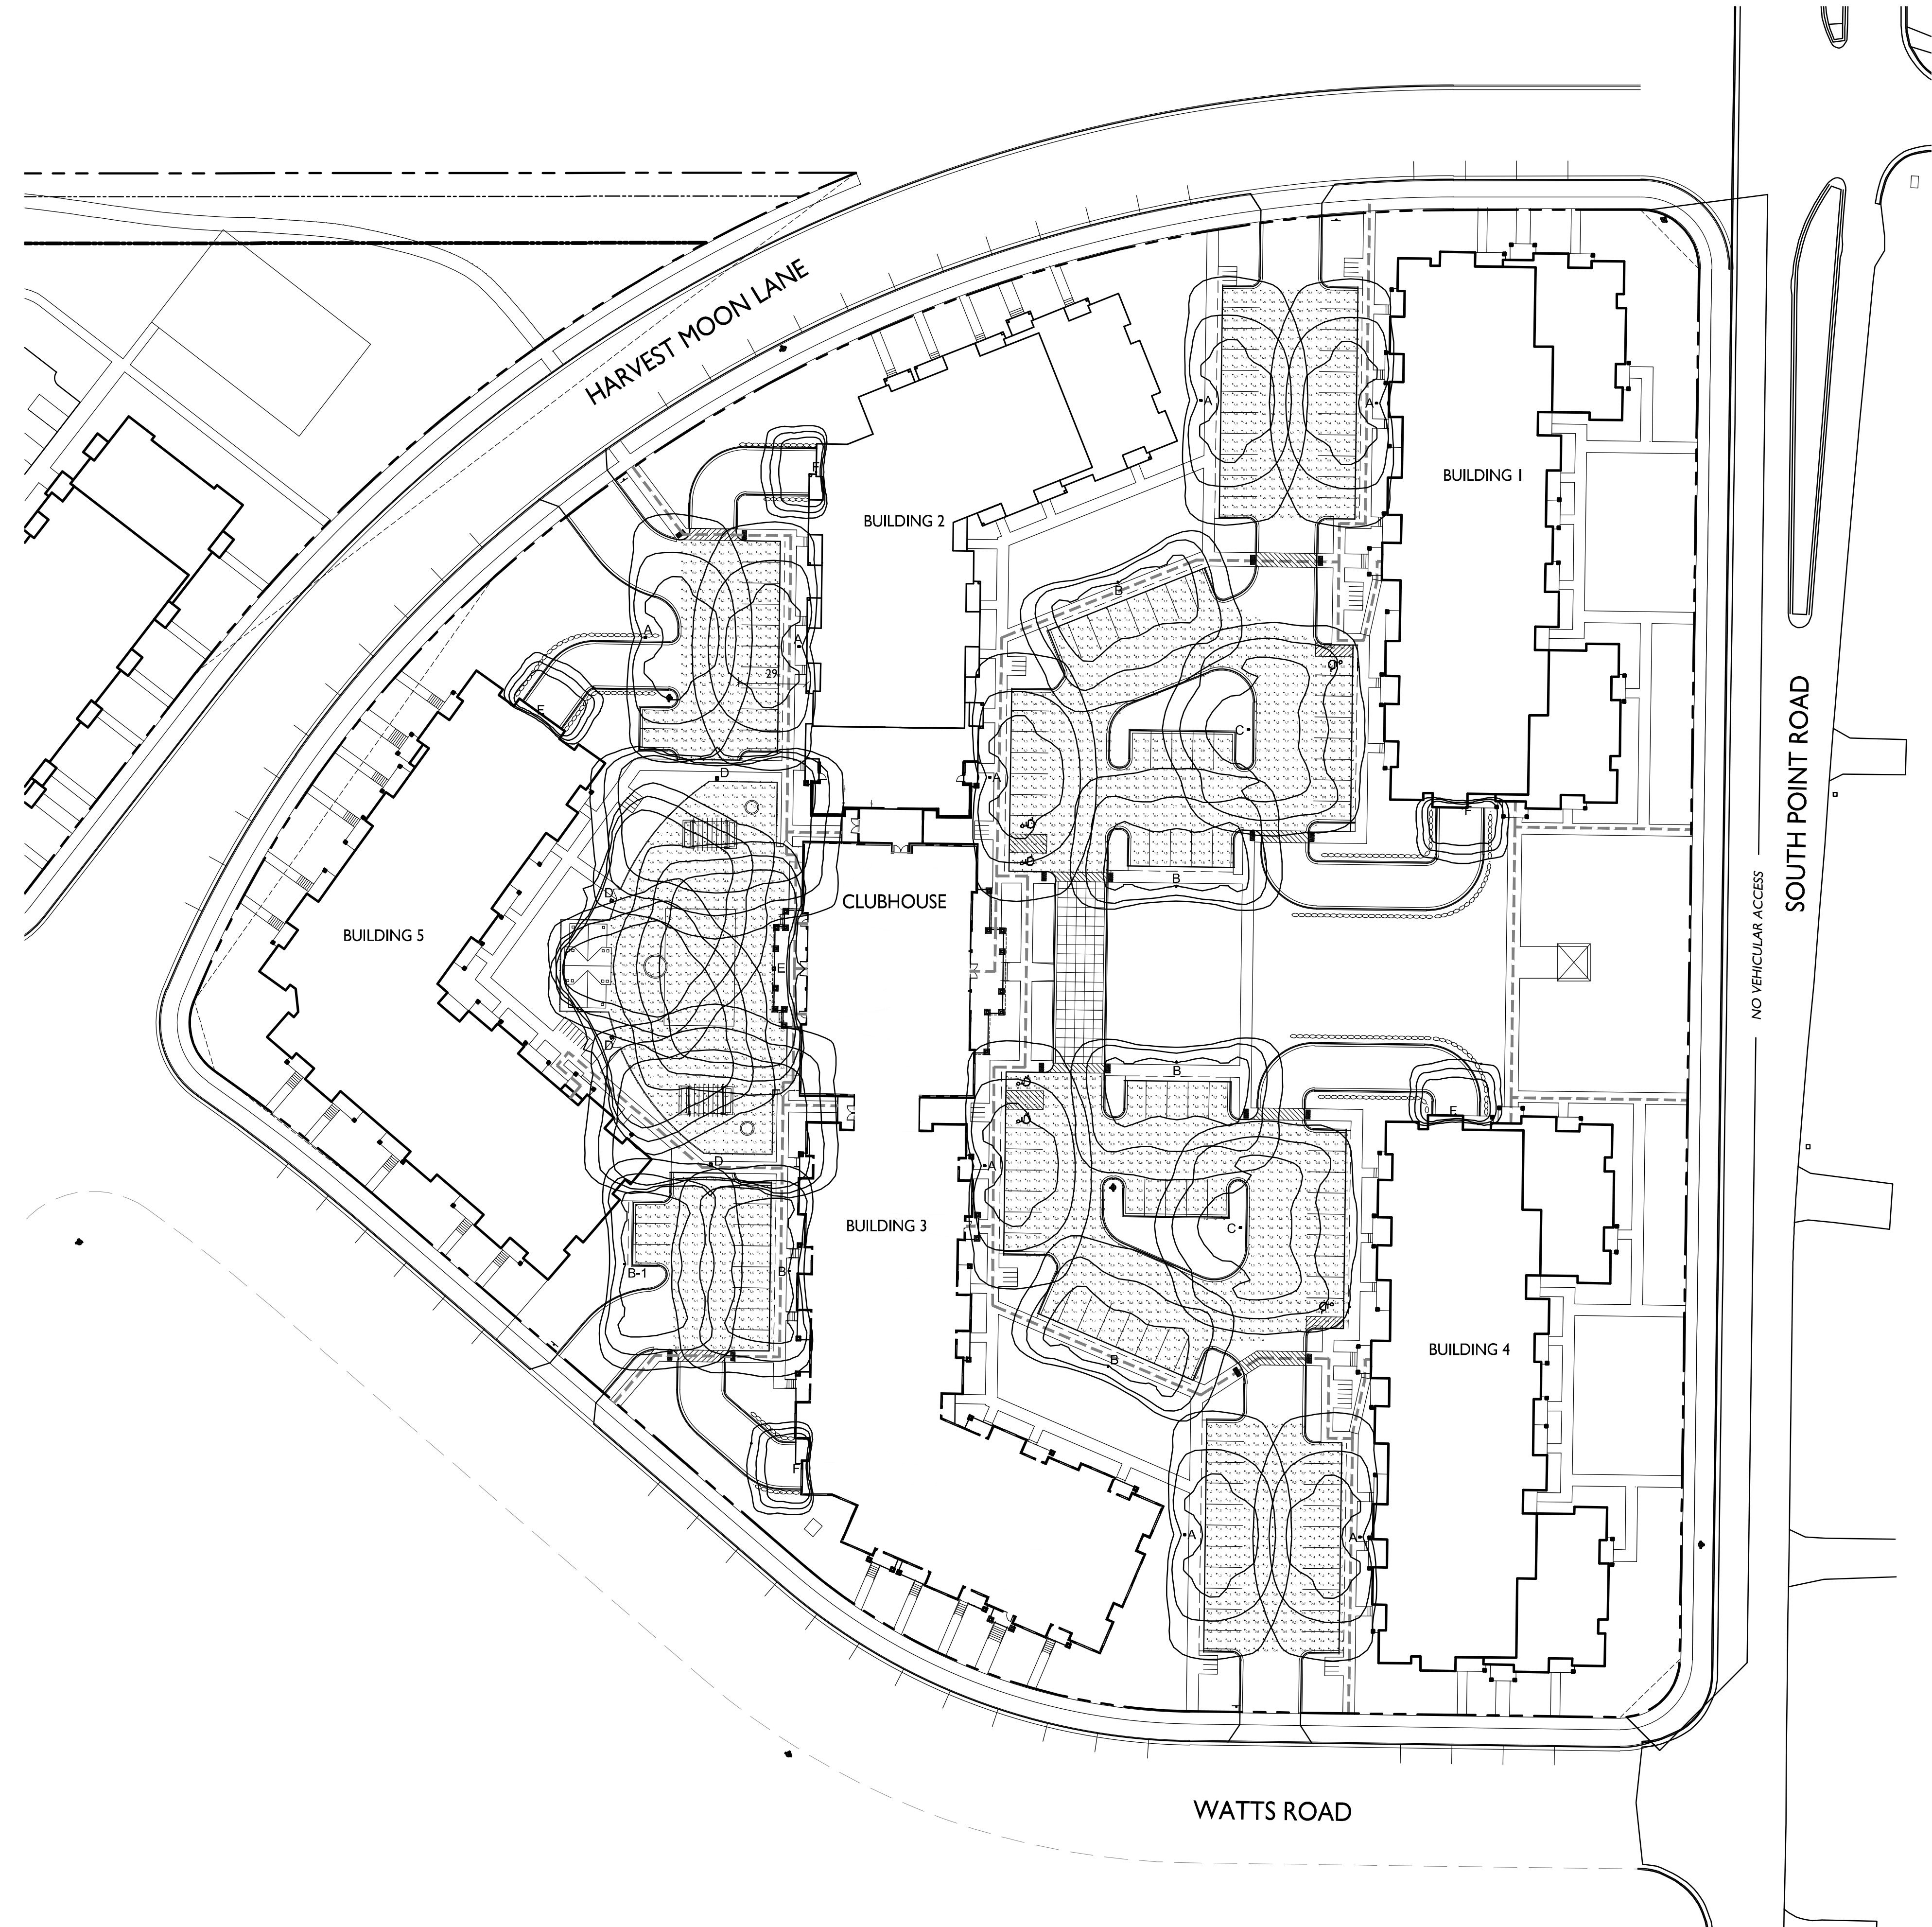 HARVEST MOON LANE
A
A
BUILDING 1
F
BUILDING 2
B
A
A
29
C
F
D
A
F
SOUTH POINT ROAD
B
NO VEHICULAR ACCESS
D
CLUBHOUSE
BUILDING 5
E
D
B
F
D
A
BUILDING 3
C
B-1
B
BUILDING 4
B
F
A
A
WATTS ROAD